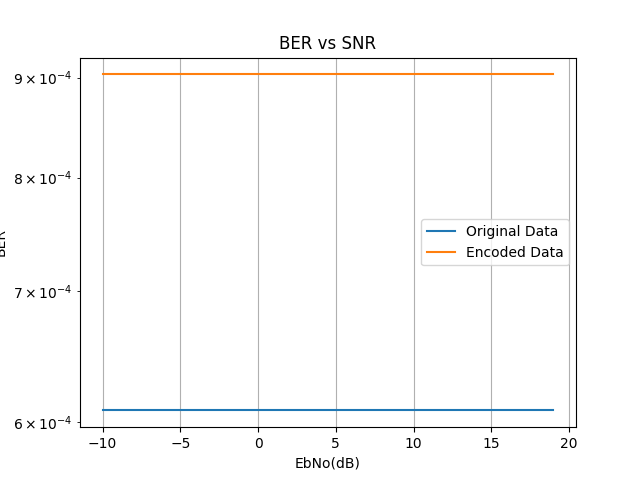 BER vs SNR
9 × 10⁻⁴
8 × 10⁻⁴
7 × 10⁻⁴
6 × 10⁻⁴
BER
Original Data
Encoded Data
−10 −5 0 5 10 15 20
EbNo(dB)